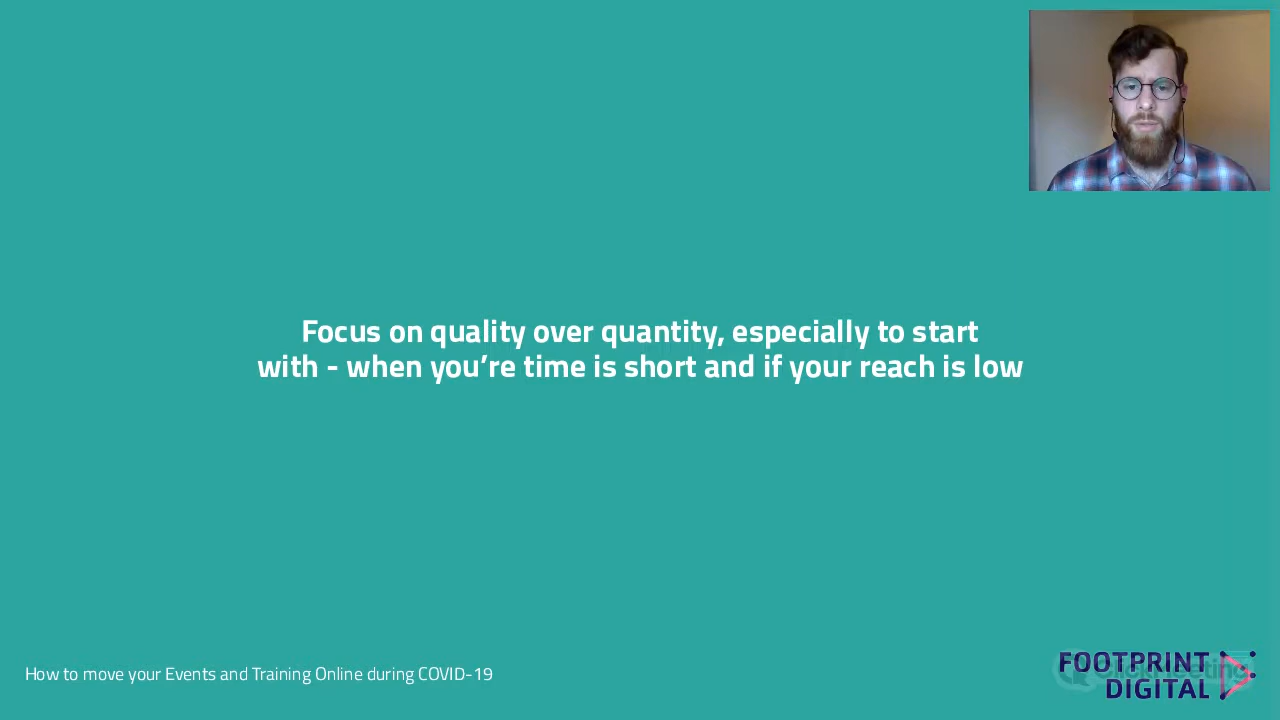 Focus on quality over quantity, especially to start
with - when you’re time is short and if your reach is low
How to move your Events and Training Online during COVID-19
FOOTPRINT
DIGITAL
ClickMeeting